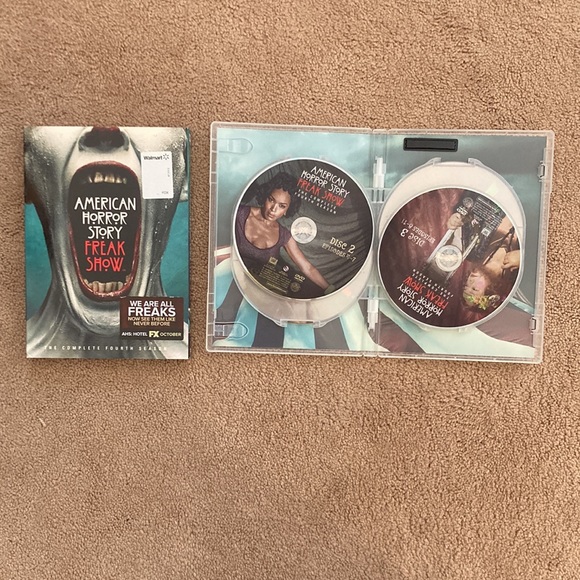 Walmart
AMERICAN
HORROR
STORY
FREAK
SHOW
WE ARE ALL
FREAKS
NOW SEE THEM LIKE
NEVER BEFORE
AHS: HOTEL FX OCTOBER
THE COMPLETE FOURTH SEASON
AMERICAN
HORROR STORY
FREAK SHOW
DISC 2
EPISODES 5-7
DVD
AMERICAN
HORROR STORY
FREAK SHOW
DISC 3